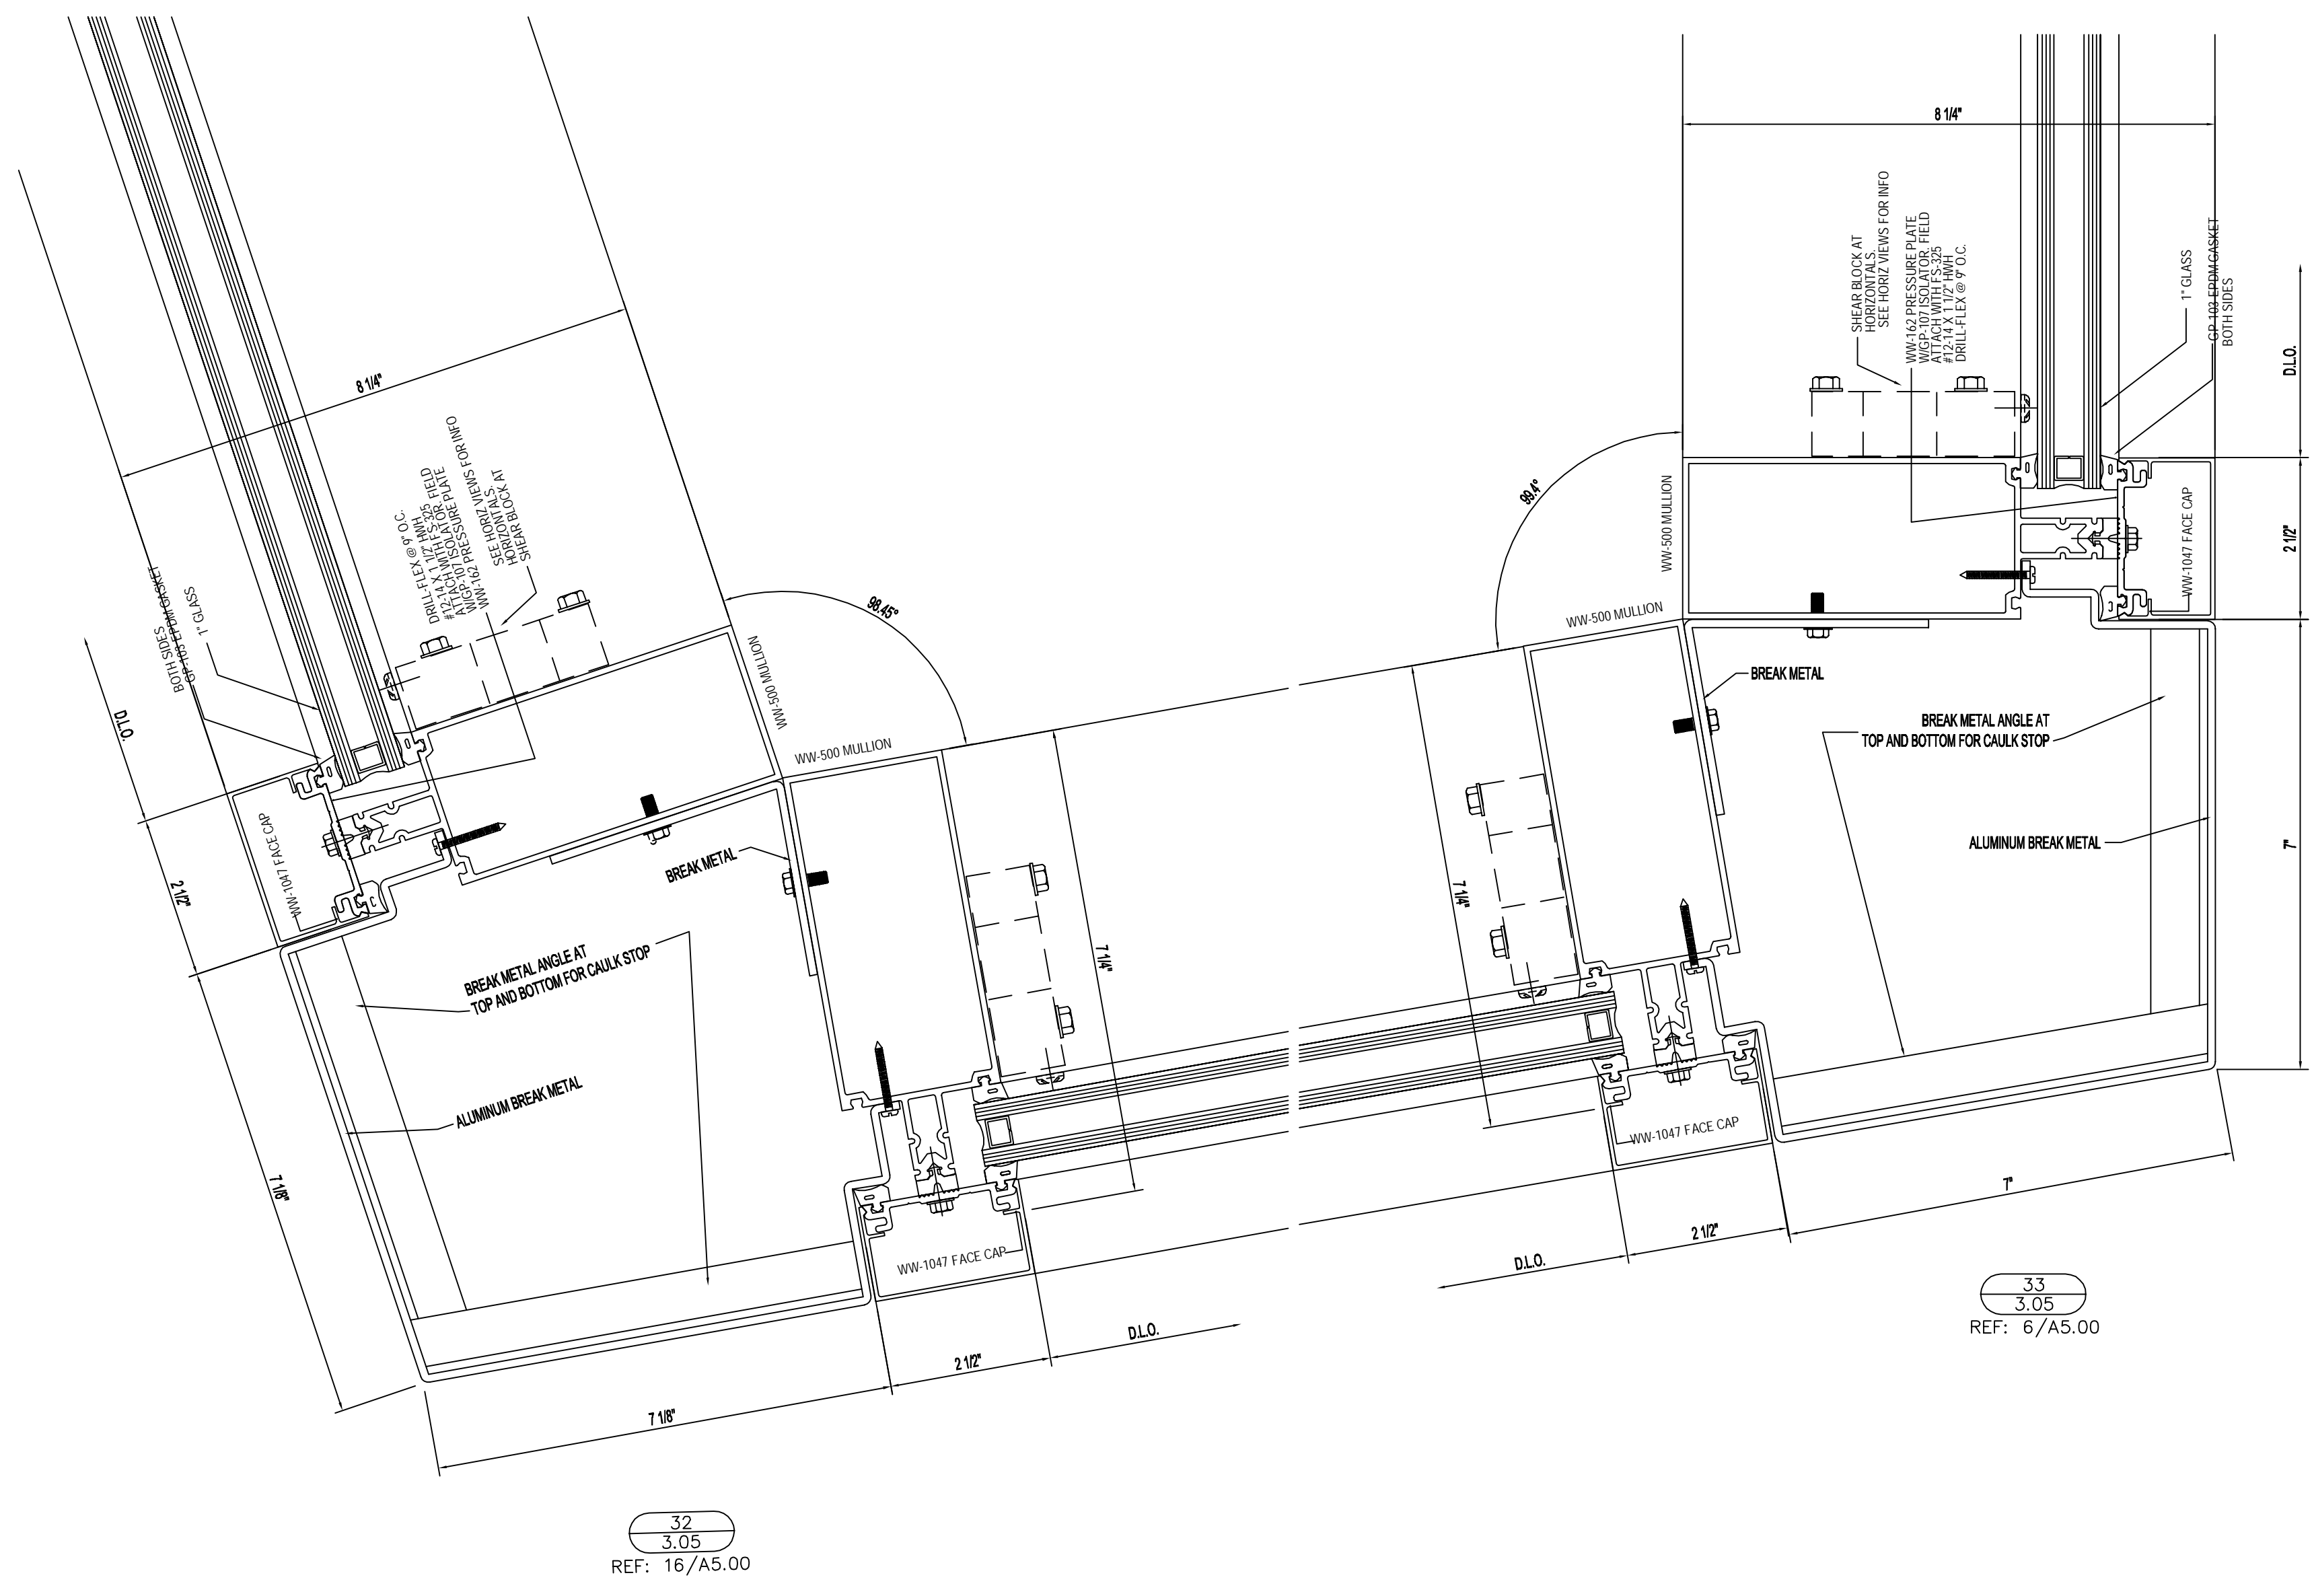 8 1/4"
SHEAR BLOCK AT
HORIZONTALS.
SEE HORIZ VIEWS FOR INFO
WW-162 PRESSURE PLATE
W/GP-107 ISOLATOR. FIELD
ATTACH WITH FS-325
#12-14 X 1 1/2" HWH
DRILL-FLEX @ 9" O.C.
1" GLASS
GP-103 EPDM GASKET
BOTH SIDES
D.L.O.
8 1/4"
DRILL-FLEX @ 9" O.C.
#12-14 X 1 1/2" HWH
ATTACH WITH FS-325
W/GP-107 ISOLATOR. FIELD
WW-162 PRESSURE PLATE
SEE HORIZ VIEWS FOR INFO
HORIZONTALS.
SHEAR BLOCK AT
BOTH SIDES
GP-103 EPDM GASKET
1" GLASS
D.L.O.
98.45°
99.4°
WW-500 MULLION
WW-500 MULLION
WW-500 MULLION
WW-500 MULLION
WW-1047 FACE CAP
2 1/2"
BREAK METAL
BREAK METAL ANGLE AT
TOP AND BOTTOM FOR CAULK STOP
ALUMINUM BREAK METAL
7"
WW-1047 FACE CAP
2 1/2"
BREAK METAL
7 1/4"
7 1/4"
BREAK METAL ANGLE AT
TOP AND BOTTOM FOR CAULK STOP
ALUMINUM BREAK METAL
7 1/8"
WW-1047 FACE CAP
WW-1047 FACE CAP
7"
2 1/2"
D.L.O.
D.L.O.
2 1/2"
7 1/8"
33
3.05
REF: 6/A5.00
32
3.05
REF: 16/A5.00